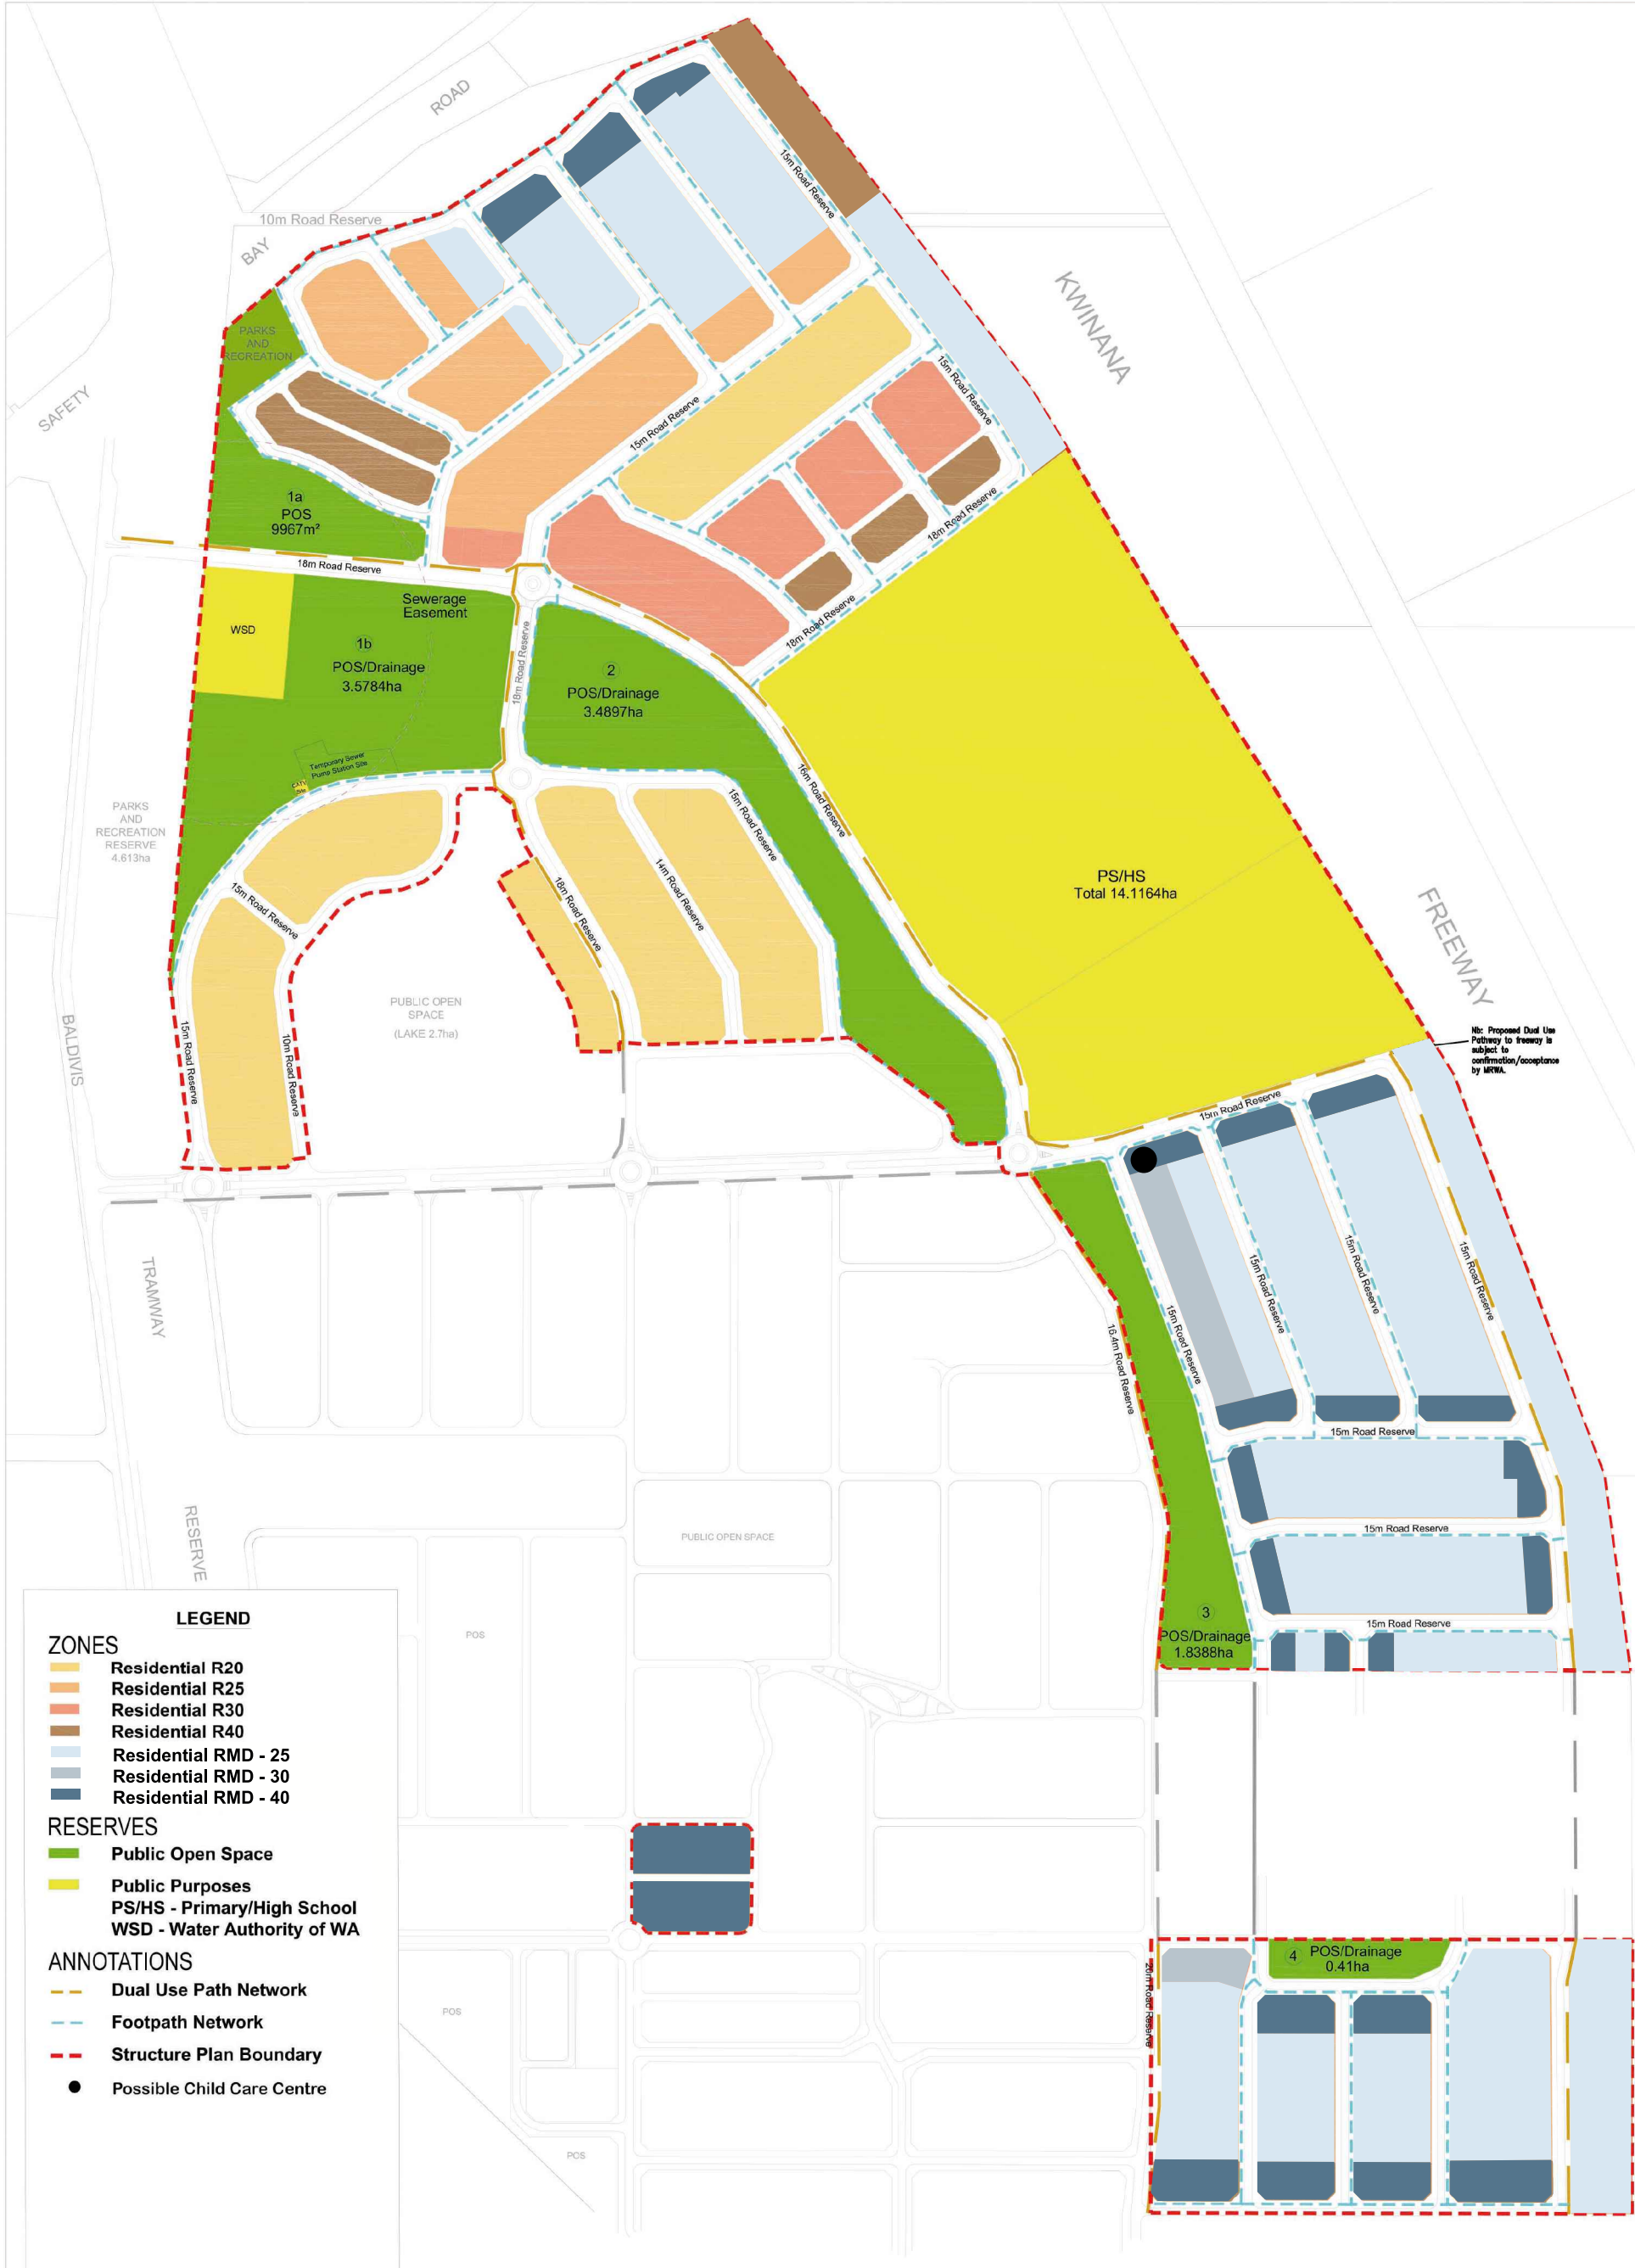 ROAD
10m Road Reserve
BAY
SAFETY
PARKS
AND
RECREATION
15m Road Reserve
KWINANA
15m Road Reserve
15m Road Reserve
18m Road Reserve
18m Road Reserve
1a
POS
9967m²
18m Road Reserve
Sewerage
Easement
WSD
1b
POS/Drainage
3.5784ha
18m Road Reserve
2
POS/Drainage
3.4897ha
Temporary Sewer
Pump Station Site
CATV
Site
PARKS
AND
RECREATION
RESERVE
4.613ha
16m Road Reserve
15m Road Reserve
14m Road Reserve
18m Road Reserve
15m Road Reserve
PS/HS
Total 14.1164ha
FREEWAY
PUBLIC OPEN
SPACE
(LAKE 2.7ha)
15m Road Reserve
10m Road Reserve
BALDIVIS
Nb: Proposed Dual Use
Pathway to freeway is
subject to
confirmation/acceptance
by MRWA.
15m Road Reserve
TRAMWAY
15m Road Reserve
15m Road Reserve
15m Road Reserve
15m Road Reserve
16.4m Road Reserve
15m Road Reserve
RESERVE
PUBLIC OPEN SPACE
15m Road Reserve
3
POS/Drainage
1.8388ha
15m Road Reserve
POS
LEGEND
ZONES
Residential R20
Residential R25
Residential R30
Residential R40
Residential RMD - 25
Residential RMD - 30
Residential RMD - 40
RESERVES
Public Open Space
Public Purposes
PS/HS - Primary/High School
WSD - Water Authority of WA
ANNOTATIONS
Dual Use Path Network
Footpath Network
Structure Plan Boundary
Possible Child Care Centre
4 POS/Drainage
0.41ha
20m Road Reserve
POS
POS